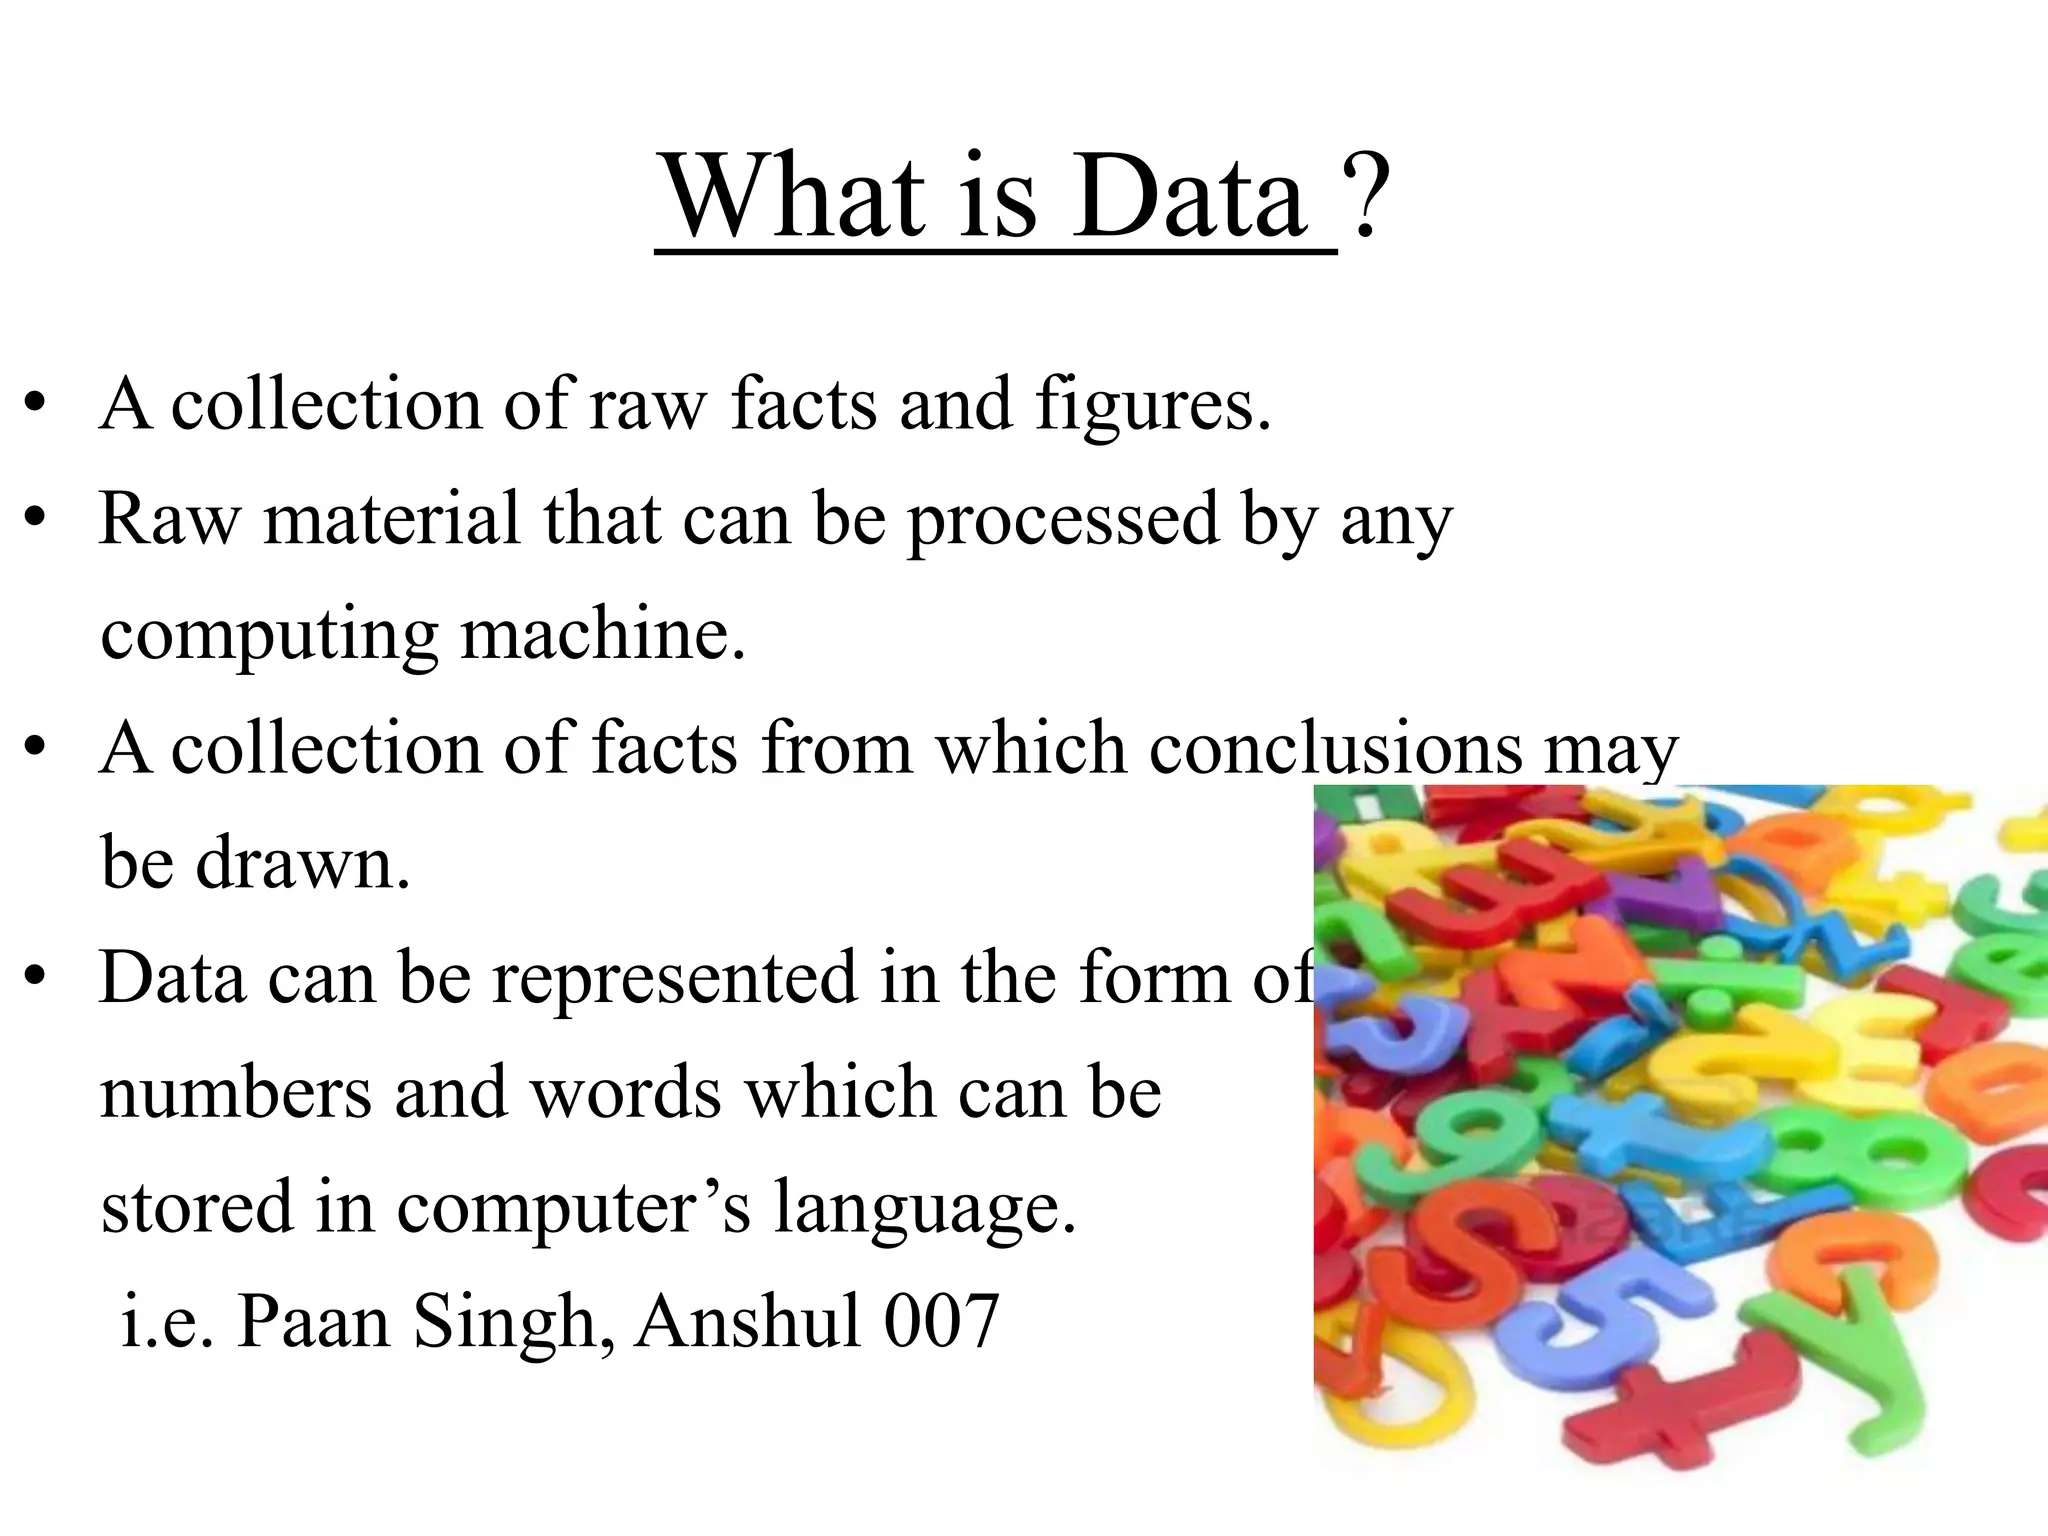 What is Data ?
• A collection of raw facts and figures.
• Raw material that can be processed by any
computing machine.
• A collection of facts from which conclusions may
be drawn.
• Data can be represented in the form of
numbers and words which can be
stored in computer’s language.
i.e. Paan Singh, Anshul 007